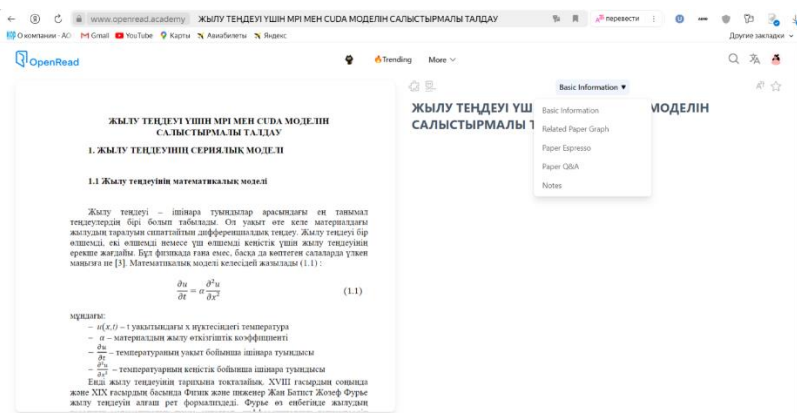 www.openread.academy ЖЫЛУ ТЕҢДЕУІ ҮШІН MPI МЕН CUDA МОДЕЛІН САЛЫСТЫРМАЛЫ ТАЛДАУ перевести
О компании - АО Gmail YouTube Карты Авиабилеты Яндекс Другие закладки
OpenRead Trending More
Basic Information ▼
ЖЫЛУ ТЕҢДЕУІ ҮШІН MPI МЕН CUDA МОДЕЛІН
САЛЫСТЫРМАЛЫ ТАЛДАУ
1. ЖЫЛУ ТЕҢДЕУІНІҢ СЕРИЯЛЫҚ МОДЕЛІ
1.1 Жылу теңдеуінің математикалық моделі
Жылу теңдеуі – ішінара туындылар арасындағы ең танымал
теңдеулердің бірі болып табылады. Ол уақыт өте келе материалдағы
жылудың таралуын сипаттайтын дифференциалдық теңдеу. Жылу теңдеуі бір
өлшемді, екі өлшемді немесе үш өлшемді кеңістік үшін жылу теңдеуінің
ерекше жағдайы. Бұл физикада ғана емес, басқа да көптеген салаларда үлкен
маңызға ие [3]. Математикалық моделі келесідей жазылады (1.1) :
∂u/∂t = α ∂²u/∂x² (1.1)
мұндағы:
– u(x,t) – t уақытындағы x нүктесіндегі температура
– α – материалдың жылу өткізгіштік коэффициенті
– ∂u/∂t – температураның уақыт бойынша ішінара туындысы
– ∂²u/∂x² – температураның кеңістік бойынша ішінара туындысы
Енді жылу теңдеуінің тарихына тоқталайық. XVIII ғасырдың соңында
және XIX ғасырдың басында Физик және инженер Жан Батист Жозеф Фурье
жылу теңдеуін алғаш рет формализдеді. Фурье өз еңбегінде жылудың
ЖЫЛУ ТЕҢДЕУІ ҮШ МОДЕЛІН
САЛЫСТЫРМАЛЫ Т
Basic Information
Related Paper Graph
Paper Espresso
Paper Q&A
Notes